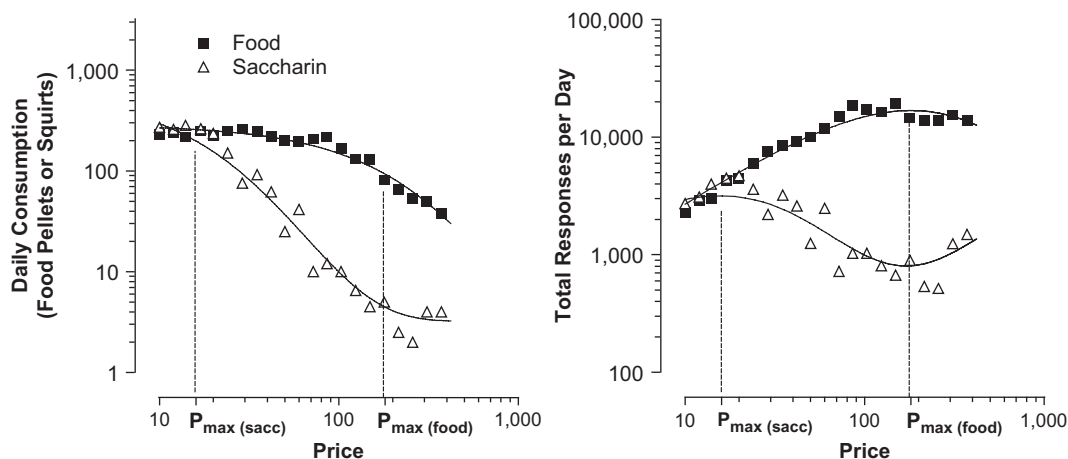 Daily Consumption
(Food Pellets or Squirts)
1,000
100
10
1
Food
Saccharin
10
100
1,000
P max (sacc)
P max (food)
Price
Total Responses per Day
100,000
10,000
1,000
100
10
100
1,000
P max (sacc)
P max (food)
Price